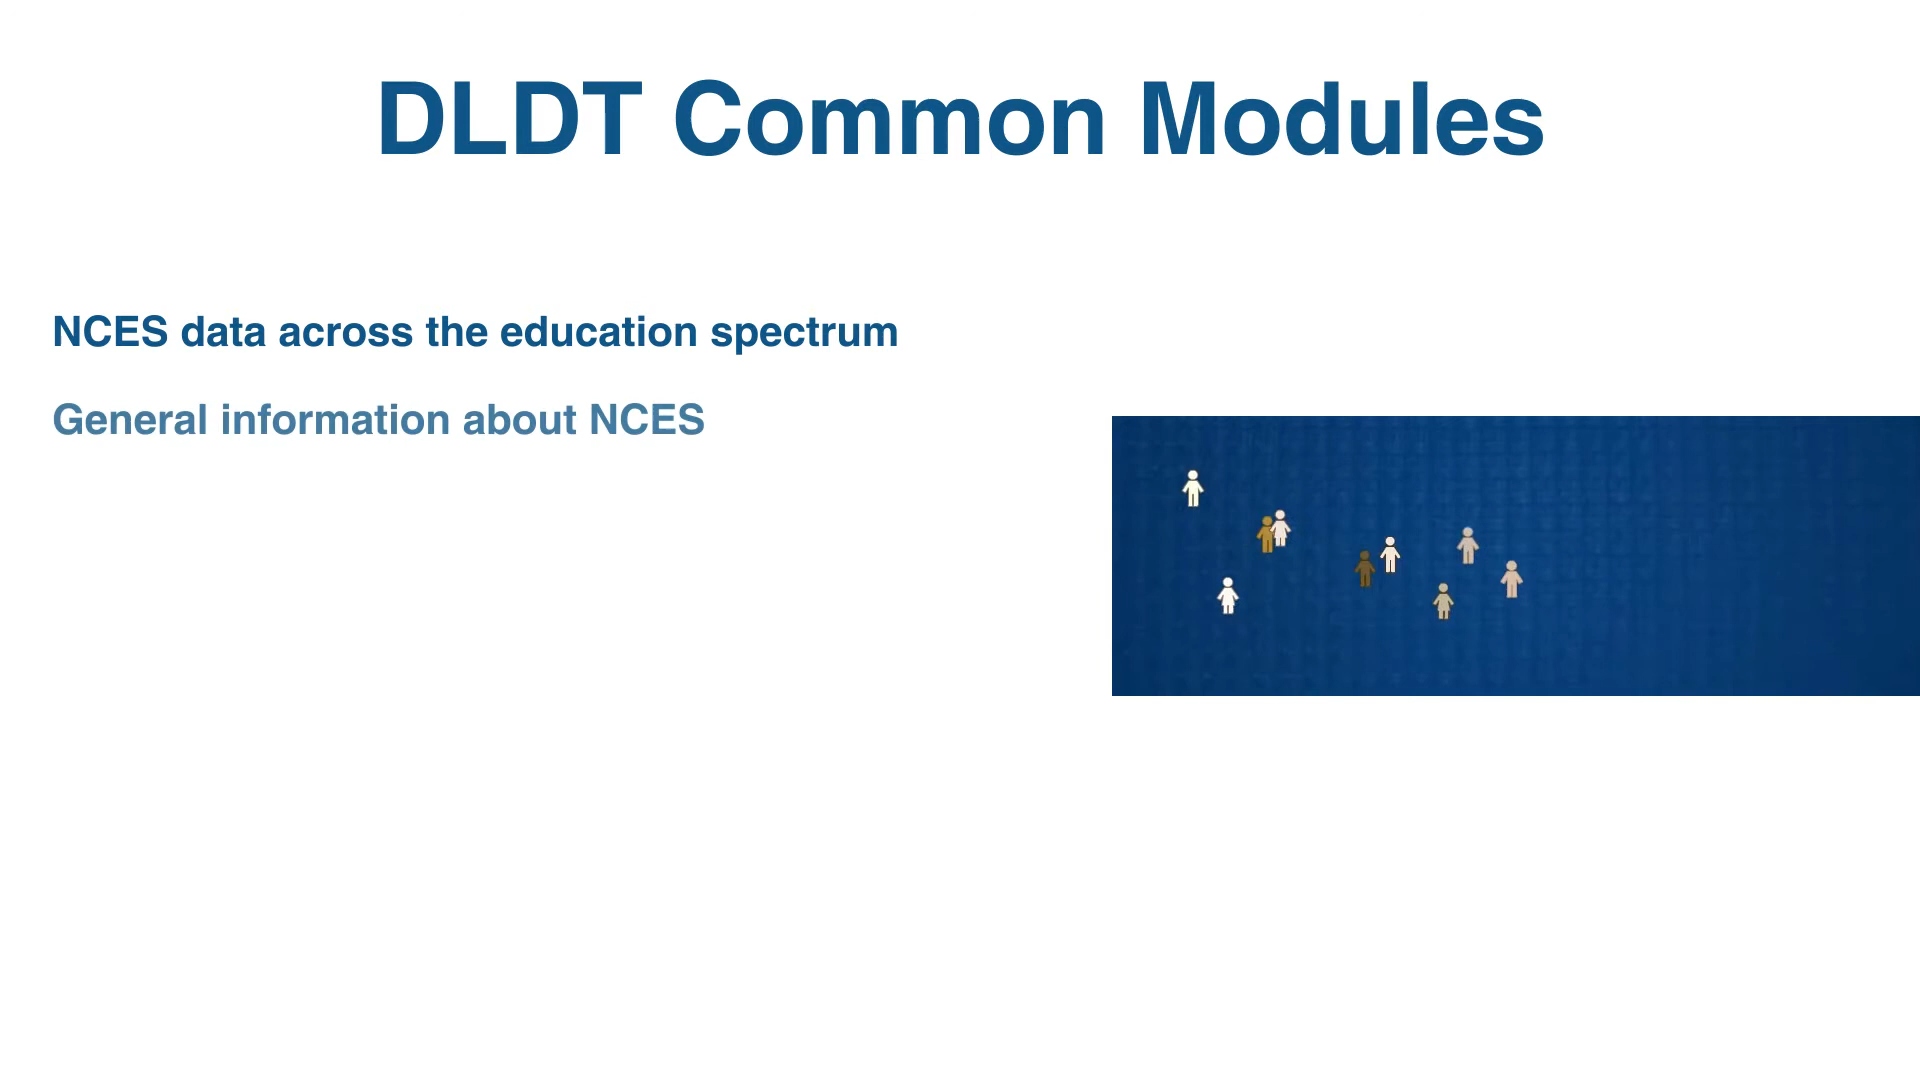 DLDT Common Modules
NCES data across the education spectrum
General information about NCES